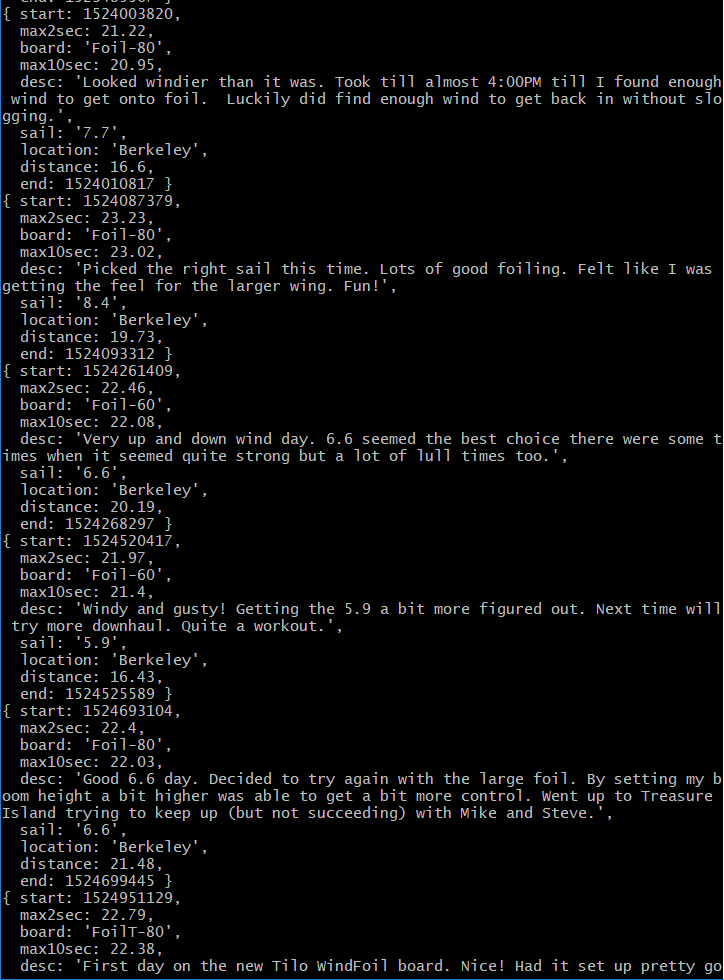 { start: 1524003820,
  max2sec: 21.22,
  board: 'Foil-80',
  max10sec: 20.95,
  desc: 'Looked windier than it was. Took till almost 4:00PM till I found enough
 wind to get onto foil.  Luckily did find enough wind to get back in without slo
gging.',
  sail: '7.7',
  location: 'Berkeley',
  distance: 16.6,
  end: 1524010817 }
{ start: 1524087379,
  max2sec: 23.23,
  board: 'Foil-80',
  max10sec: 23.02,
  desc: 'Picked the right sail this time. Lots of good foiling. Felt like I was
getting the feel for the larger wing. Fun!',
  sail: '8.4',
  location: 'Berkeley',
  distance: 19.73,
  end: 1524093312 }
{ start: 1524261409,
  max2sec: 22.46,
  board: 'Foil-60',
  max10sec: 22.08,
  desc: 'Very up and down wind day. 6.6 seemed the best choice there were some t
imes when it seemed quite strong but a lot of lull times too.',
  sail: '6.6',
  location: 'Berkeley',
  distance: 20.19,
  end: 1524268297 }
{ start: 1524520417,
  max2sec: 21.97,
  board: 'Foil-60',
  max10sec: 21.4,
  desc: 'Windy and gusty! Getting the 5.9 a bit more figured out. Next time will
 try more downhaul. Quite a workout.',
  sail: '5.9',
  location: 'Berkeley',
  distance: 16.43,
  end: 1524525589 }
{ start: 1524693104,
  max2sec: 22.4,
  board: 'Foil-80',
  max10sec: 22.03,
  desc: 'Good 6.6 day. Decided to try again with the large foil. By setting my b
oom height a bit higher was able to get a bit more control. Went up to Treasure
Island trying to keep up (but not succeeding) with Mike and Steve.',
  sail: '6.6',
  location: 'Berkeley',
  distance: 21.48,
  end: 1524699445 }
{ start: 1524951129,
  max2sec: 22.79,
  board: 'FoilT-80',
  max10sec: 22.38,
  desc: 'First day on the new Tilo WindFoil board. Nice! Had it set up pretty go